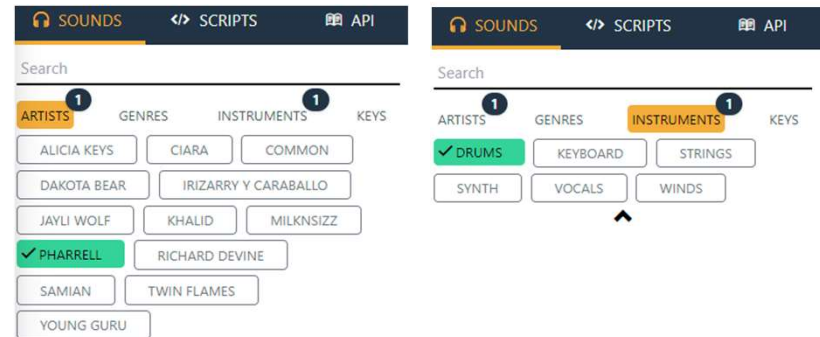 SOUNDS </> SCRIPTS API
Search
1 1
ARTISTS GENRES INSTRUMENTS KEYS
ALICIA KEYS CIARA COMMON
DAKOTA BEAR IRIZARRY Y CARABALLO
JAYLI WOLF KHALID MILKNSIZZ
PHARRELL RICHARD DEVINE
SAMIAN TWIN FLAMES
YOUNG GURU
SOUNDS </> SCRIPTS API
Search
1 1
ARTISTS GENRES INSTRUMENTS KEYS
DRUMS KEYBOARD STRINGS
SYNTH VOCALS WINDS